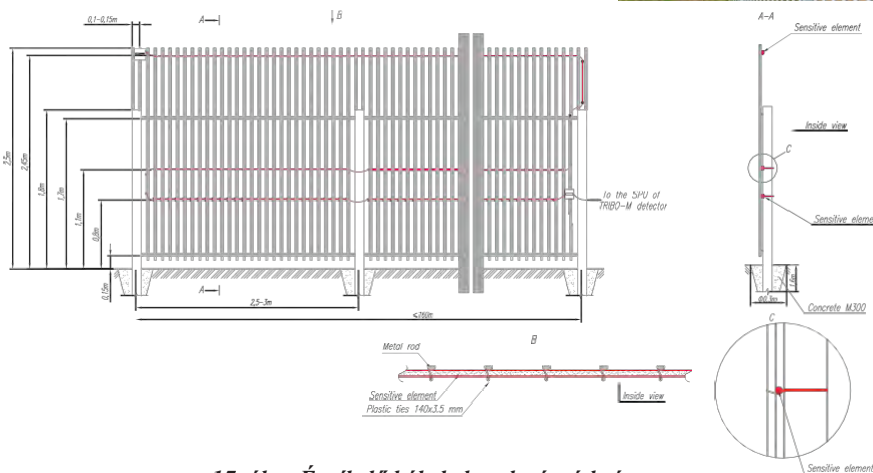 0,1-0,15m
A
Б
2,5m
2,45m
1,8m
1,7m
1,1m
0,8m
0,15m
A
2,5-3m
To the SPU of
TRIBO-M detector
A-A
Sensitive element
Inside view
C
Sensitive eleme
1,6m
Concrete M300
B
Metal rod
Sensitive element
Plastic ties 140x3.5 mm
Inside view
C
Sensitive element